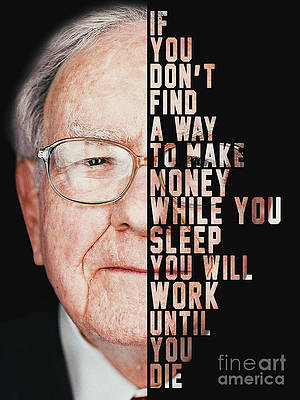 IF
YOU
DON'T
FIND
A WAY
TO MAKE
MONEY
WHILE YOU
SLEEP
YOU WILL
WORK
UNTIL
YOU
DIE
fineart
america